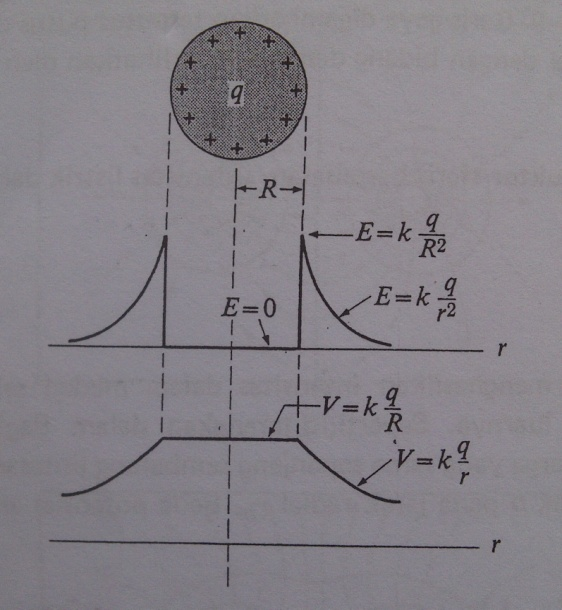 + + + + + + + + + + + +
q
R
E = k q/R²
E = k q/r²
E = 0
r
V = k q/R
V = k q/r
r